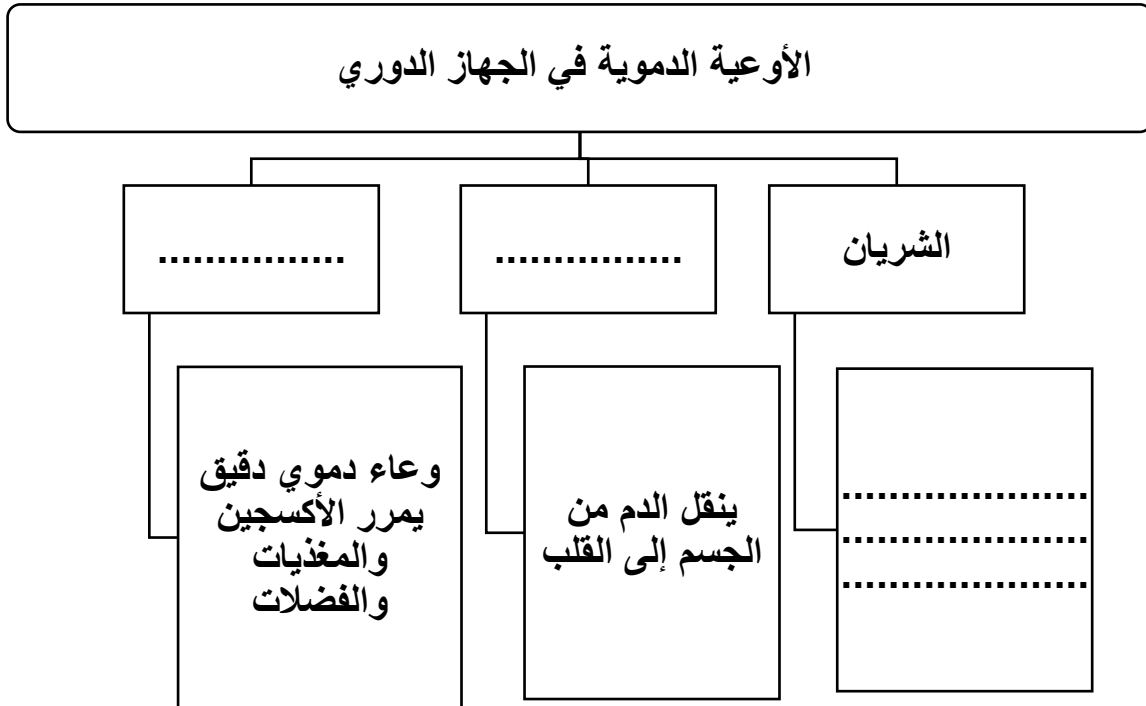 الأوعية الدموية في الجهاز الدوري
الشريان
................
................
.....................
.....................
.....................
ينقل الدم من
الجسم إلى القلب
وعاء دموي دقيق
يمرر الأكسجين
والمغذيات
والفضلات